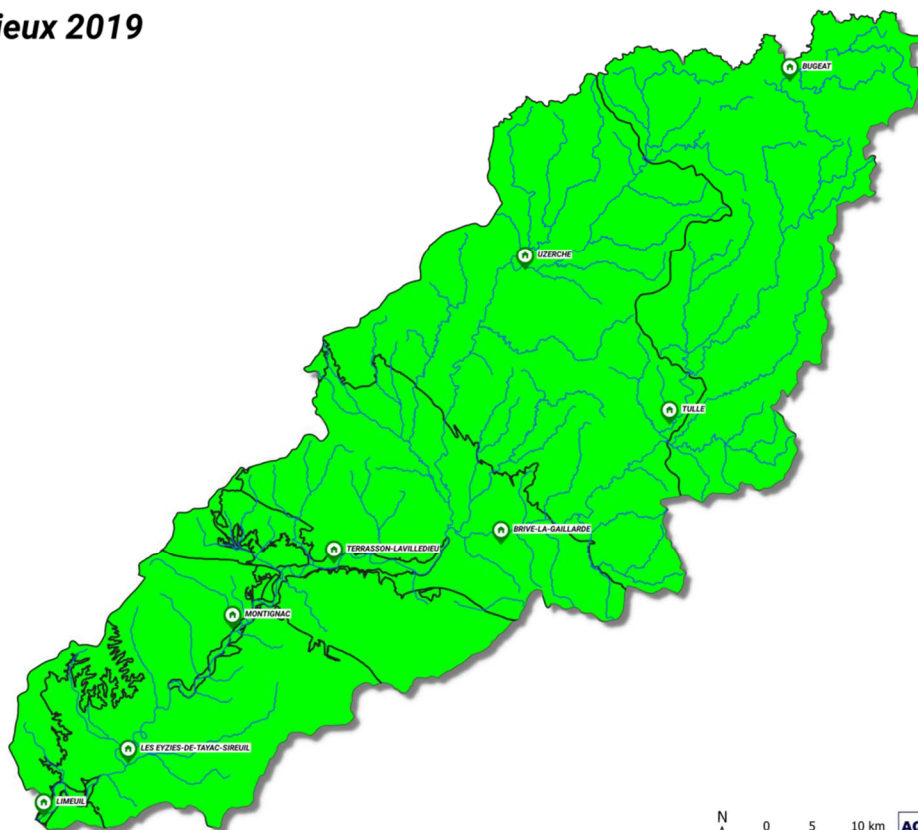 ieux 2019
BUGEAT
UZERCHE
TULLE
BRIVE-LA-GAILLARDE
TERRASSON-LAVILLEDIEU
MONTIGNAC
LES EYZIES-DE-TAYAC-SIREUIL
LIMEUIL
N
0 5 10 km